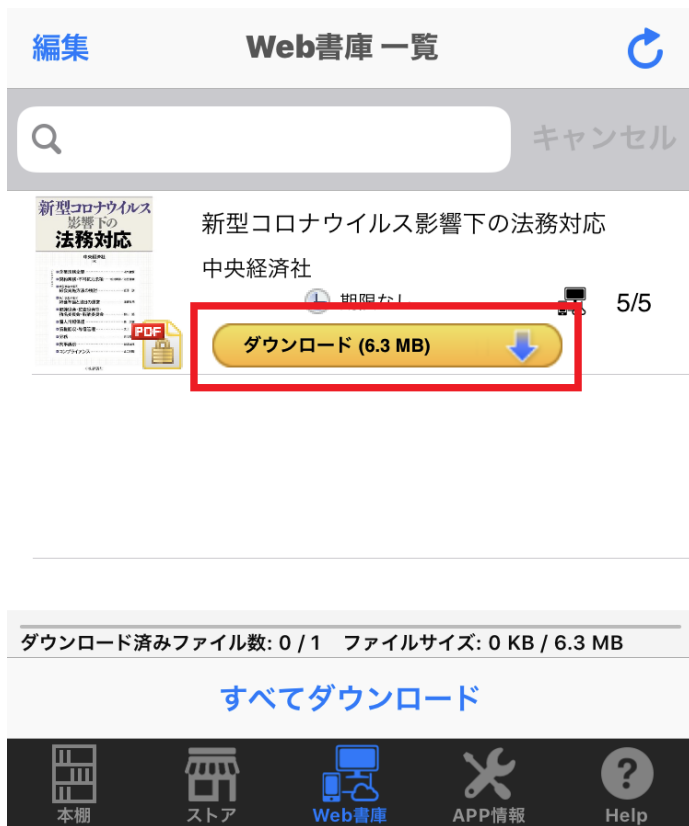 編集 Web書庫 一覧
キャンセル
新型コロナウイルス
影響下の
法務対応
中央経済社
PDF
新型コロナウイルス影響下の法務対応
中央経済社
期限なし 5/5
ダウンロード (6.3 MB)
ダウンロード済みファイル数: 0 / 1 ファイルサイズ: 0 KB / 6.3 MB
すべてダウンロード
本棚 ストア Web書庫 APP情報 Help